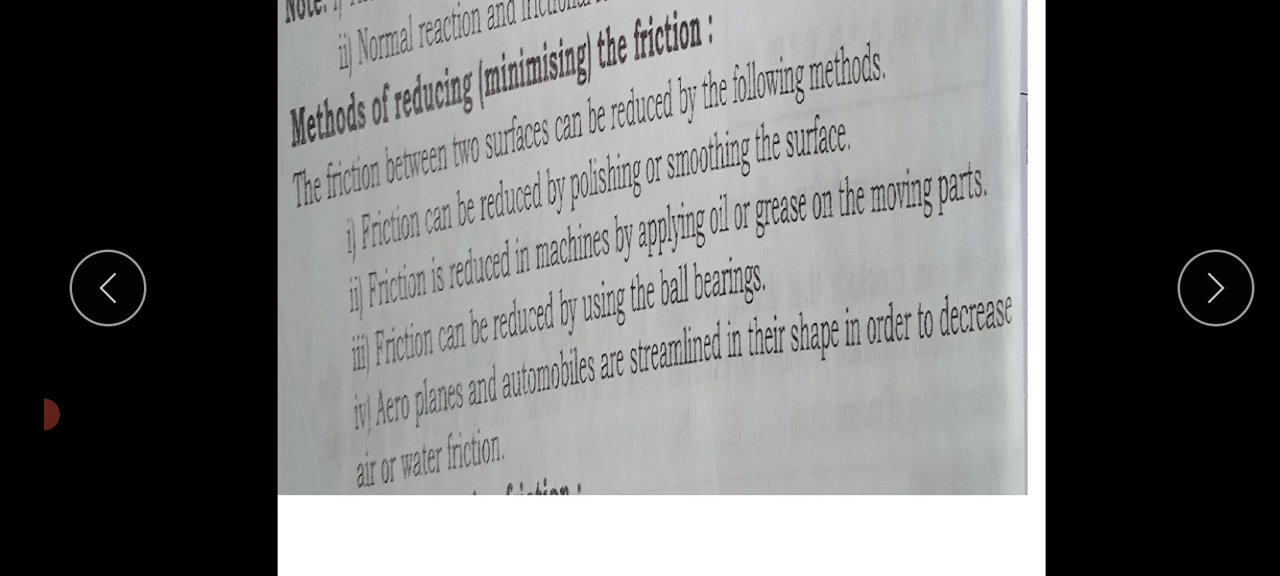 Note: i)
ii) Normal reaction and frictional
Methods of reducing (minimising) the friction :
The friction between two surfaces can be reduced by the following methods.
i) Friction can be reduced by polishing or smoothing the surface.
ii) Friction is reduced in machines by applying oil or grease on the moving parts.
iii) Friction can be reduced by using the ball bearings.
iv) Aero planes and automobiles are streamlined in their shape in order to decrease
air or water friction.
friction :